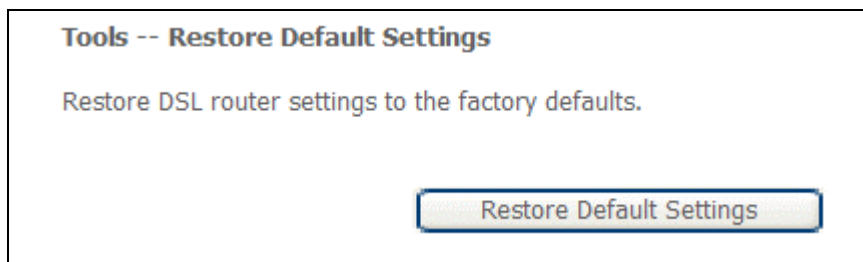 Tools -- Restore Default Settings
Restore DSL router settings to the factory defaults.
Restore Default Settings